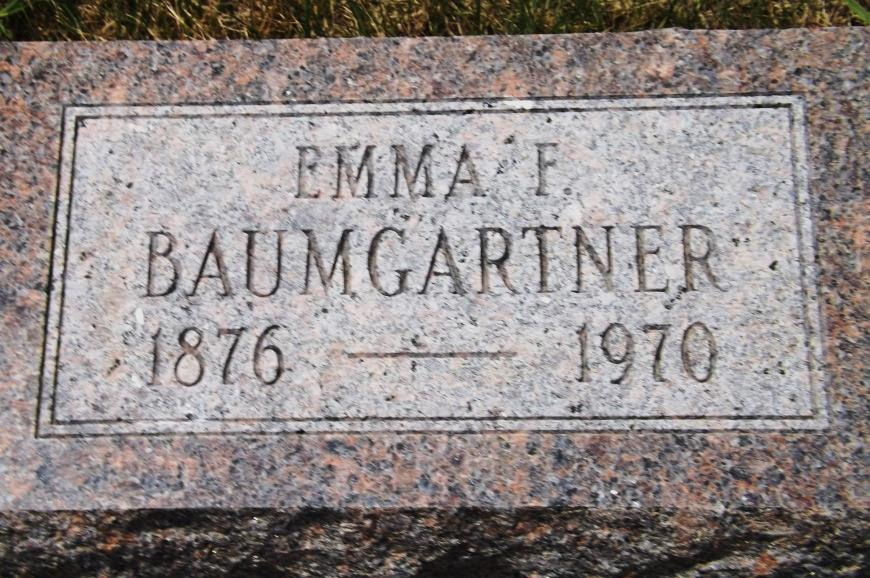 EMMA F.
BAUMGARTNER
1876 — 1970